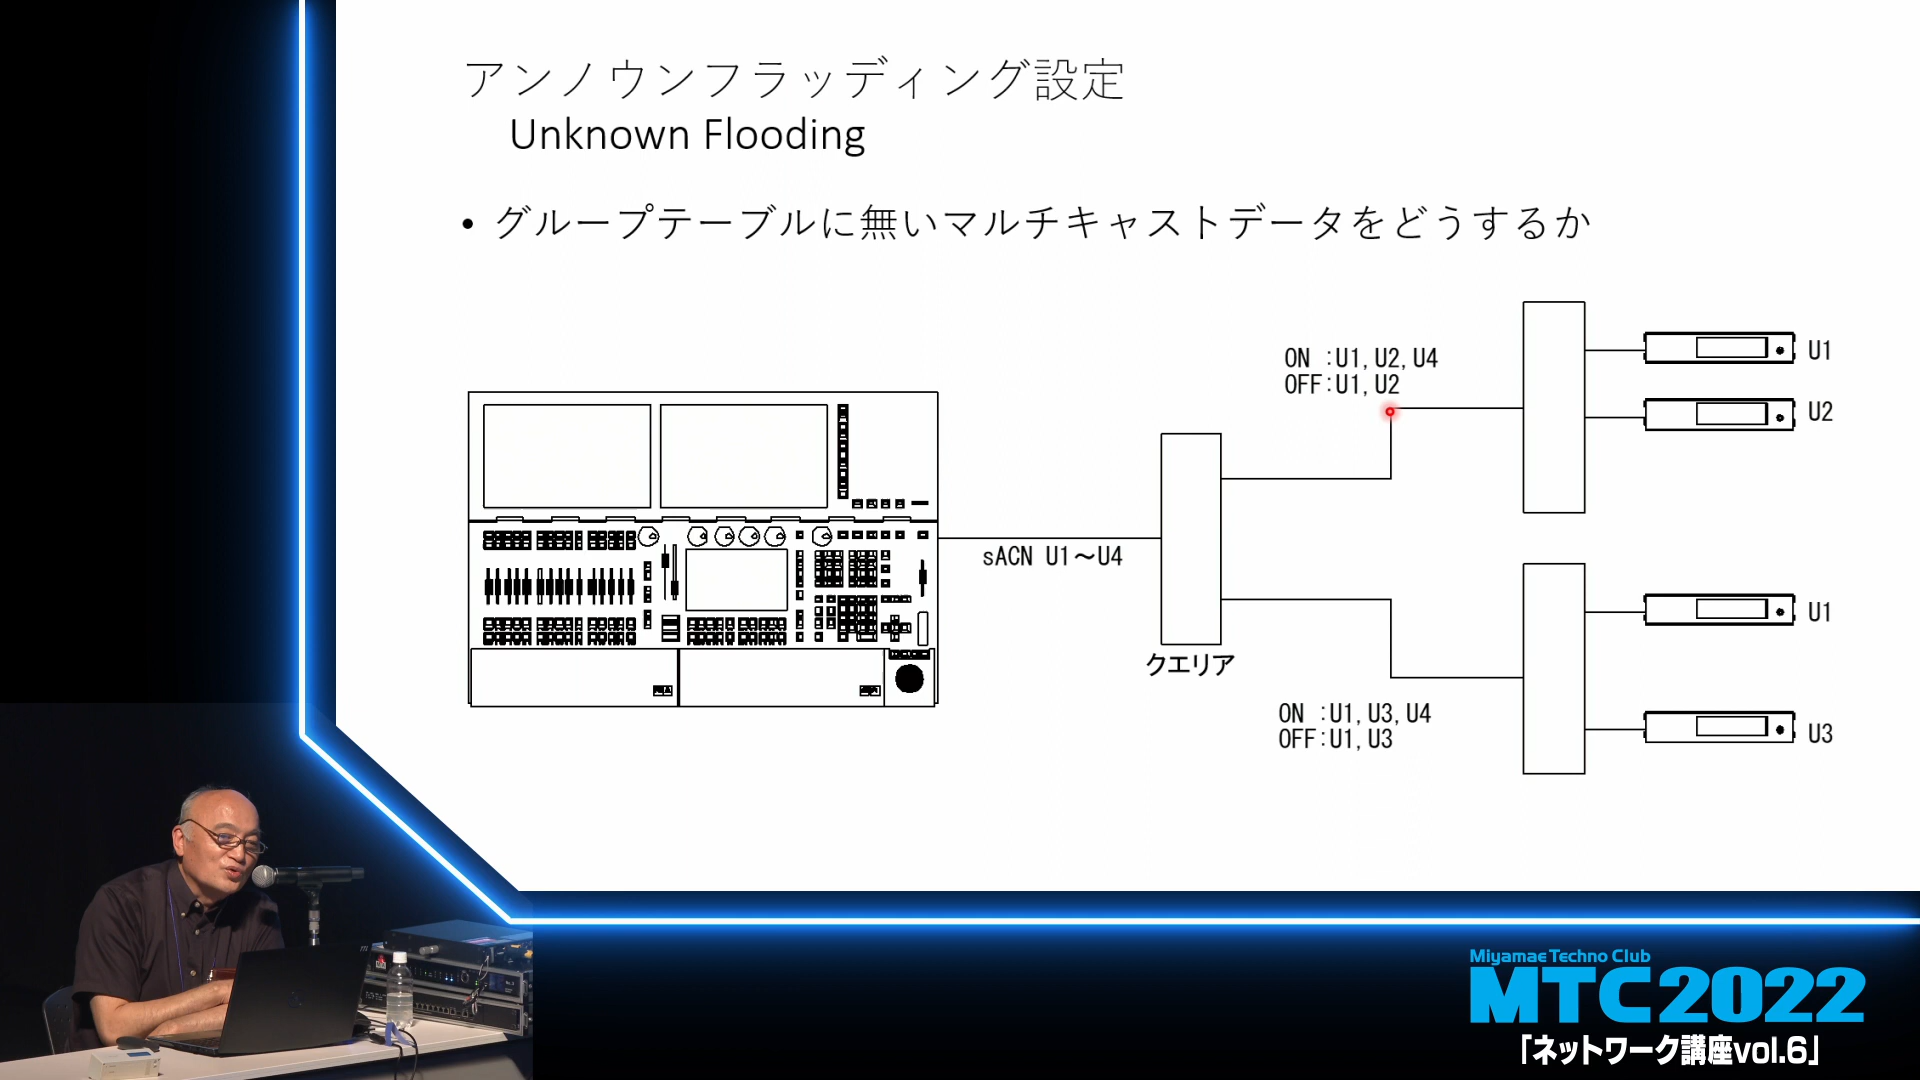 アンノウンフラッディング設定
Unknown Flooding
• グループテーブルに無いマルチキャストデータをどうするか
ON :U1,U2,U4
OFF:U1,U2
U1
U2
sACN U1～U4
クエリア
ON :U1,U3,U4
OFF:U1,U3
U1
U3
Miyamae Techno Club
MTC2022
「ネットワーク講座vol.6」